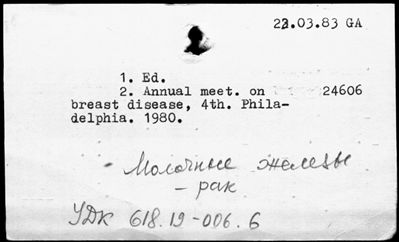 22.03.83 GA
1. Ed.
2. Annual meet. on 24606
breast disease, 4th. Phila-
delphia. 1980.
Молочные железы
- рак
УДК 618.19-006.6